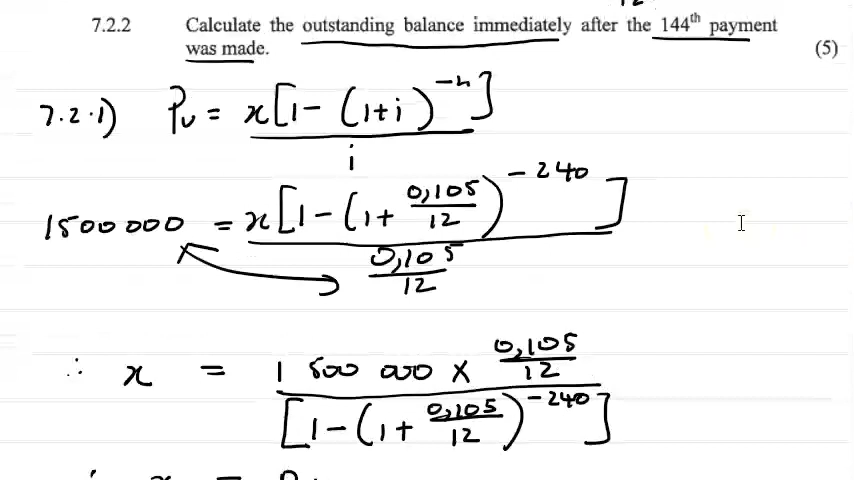 7.2.2 Calculate the outstanding balance immediately after the 144th payment was made. (5)
7.2.1) Pv = x[1 - (1+i)^-n]
i
1500 000 = x[1 - (1 + 0,105/12)^-240]
0,105/12
∴ x = 1 500 000 × 0,105/12
[1 - (1 + 0,105/12)^-240]